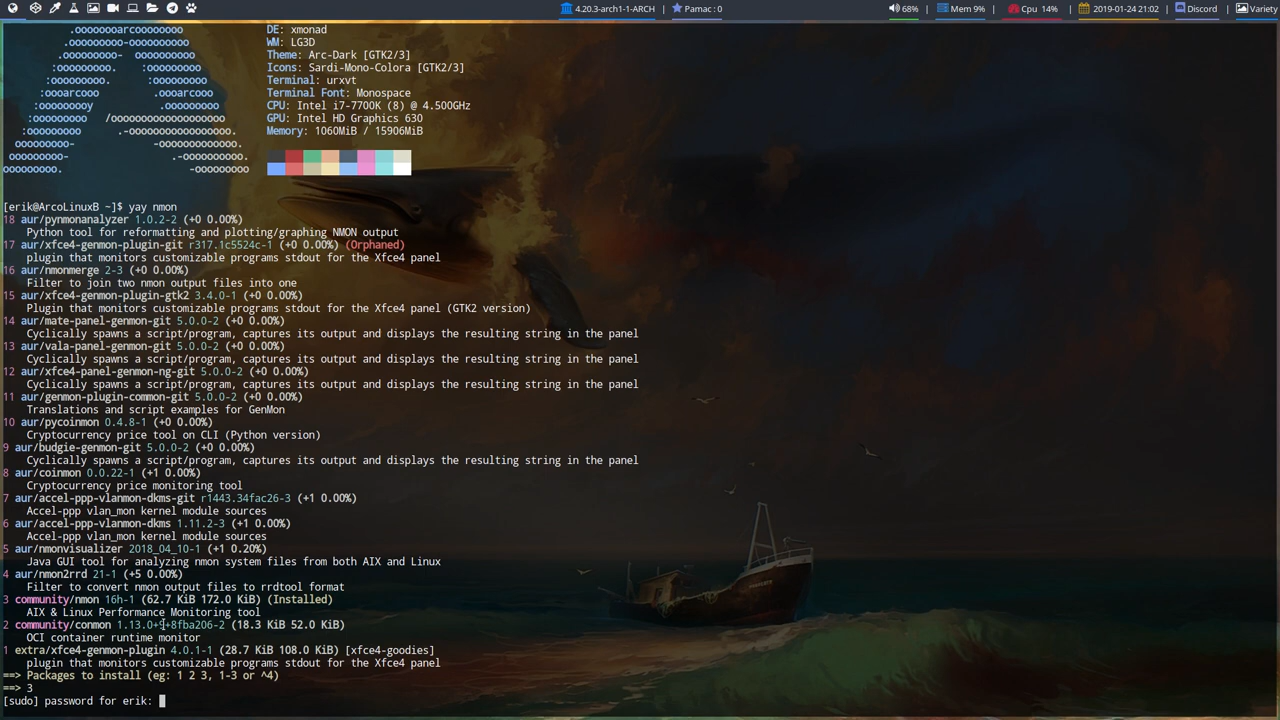 4.20.3-arch1-1-ARCH | Pamac : 0 68% | Mem 9% | Cpu 14% | 2019-01-24 21:02 | Discord | Variety
.oooooooarcooooooooo DE: xmonad
.oooooooo- oooooooooo WM: LG3D
.ooooooo- ooooooooo Theme: Arc-Dark [GTK2/3]
:ooooooooo. :ooooooooo Icons: Sardi-Mono-Colora [GTK2/3]
:ooooooooo. :ooooooooo Terminal: urxvt
:oooarcooo .oooarcooo Terminal Font: Monospace
:ooooooooy .ooooooooo CPU: Intel i7-7700K (8) @ 4.500GHz
:ooooooooo /ooooooooooooooooooo GPU: Intel HD Graphics 630
:ooooooooo .-ooooooooooooooooo. Memory: 1060MiB / 15906MiB
ooooooooo- -ooooooooooooo.
ooooooooo- .-oooooooooo.
ooooooooo. -ooooooooo
[erik@ArcoLinuxB ~]$ yay nmon
18 aur/pynmonanalyzer 1.0.2-2 (+0 0.00%)
Python tool for reformatting and plotting/graphing NMON output
17 aur/xfce4-genmon-plugin-git r317.1c5524c-1 (+0 0.00%) (Orphaned)
plugin that monitors customizable programs stdout for the Xfce4 panel
16 aur/nmonmerge 2-3 (+0 0.00%)
Filter to join two nmon output files into one
15 aur/xfce4-genmon-plugin-gtk2 3.4.0-1 (+0 0.00%)
Plugin that monitors customizable programs stdout for the Xfce4 panel (GTK2 version)
14 aur/mate-panel-genmon-git 5.0.0-2 (+0 0.00%)
Cyclically spawns a script/program, captures its output and displays the resulting string in the panel
13 aur/vala-panel-genmon-git 5.0.0-2 (+0 0.00%)
Cyclically spawns a script/program, captures its output and displays the resulting string in the panel
12 aur/xfce4-panel-genmon-ng-git 5.0.0-2 (+0 0.00%)
Cyclically spawns a script/program, captures its output and displays the resulting string in the panel
11 aur/genmon-plugin-common-git 5.0.0-2 (+0 0.00%)
Translations and script examples for GenMon
10 aur/pycoinmon 0.4.8-1 (+0 0.00%)
Cryptocurrency price tool on CLI (Python version)
9 aur/budgie-genmon-git 5.0.0-2 (+0 0.00%)
Cyclically spawns a script/program, captures its output and displays the resulting string in the panel
8 aur/coinmon 0.0.22-1 (+1 0.00%)
Cryptocurrency price monitoring tool
7 aur/accel-ppp-vlanmon-dkms-git r1443.34fac26-3 (+1 0.00%)
Accel-ppp vlan_mon kernel module sources
6 aur/accel-ppp-vlanmon-dkms 1.11.2-3 (+1 0.00%)
Accel-ppp vlan_mon kernel module sources
5 aur/nmonvisualizer 2018_04_10-1 (+1 0.20%)
Java GUI tool for analyzing nmon system files from both AIX and Linux
4 aur/nmon2rrd 21-1 (+5 0.00%)
Filter to convert nmon output files to rrdtool format
3 community/nmon 16h-1 (62.7 KiB 172.0 KiB) (Installed)
AIX & Linux Performance Monitoring tool
2 community/conmon (18.3 KiB 52.0 KiB)
OCI container runtime monitor
1 extra/xfce4-genmon-plugin 4.0.1-1 (28.7 KiB 108.0 KiB) [xfce4-goodies]
plugin that monitors customizable programs stdout for the Xfce4 panel
==> Packages to install (eg: 1 2 3, 1-3 or ^4)
==> 3
[sudo] password for erik: